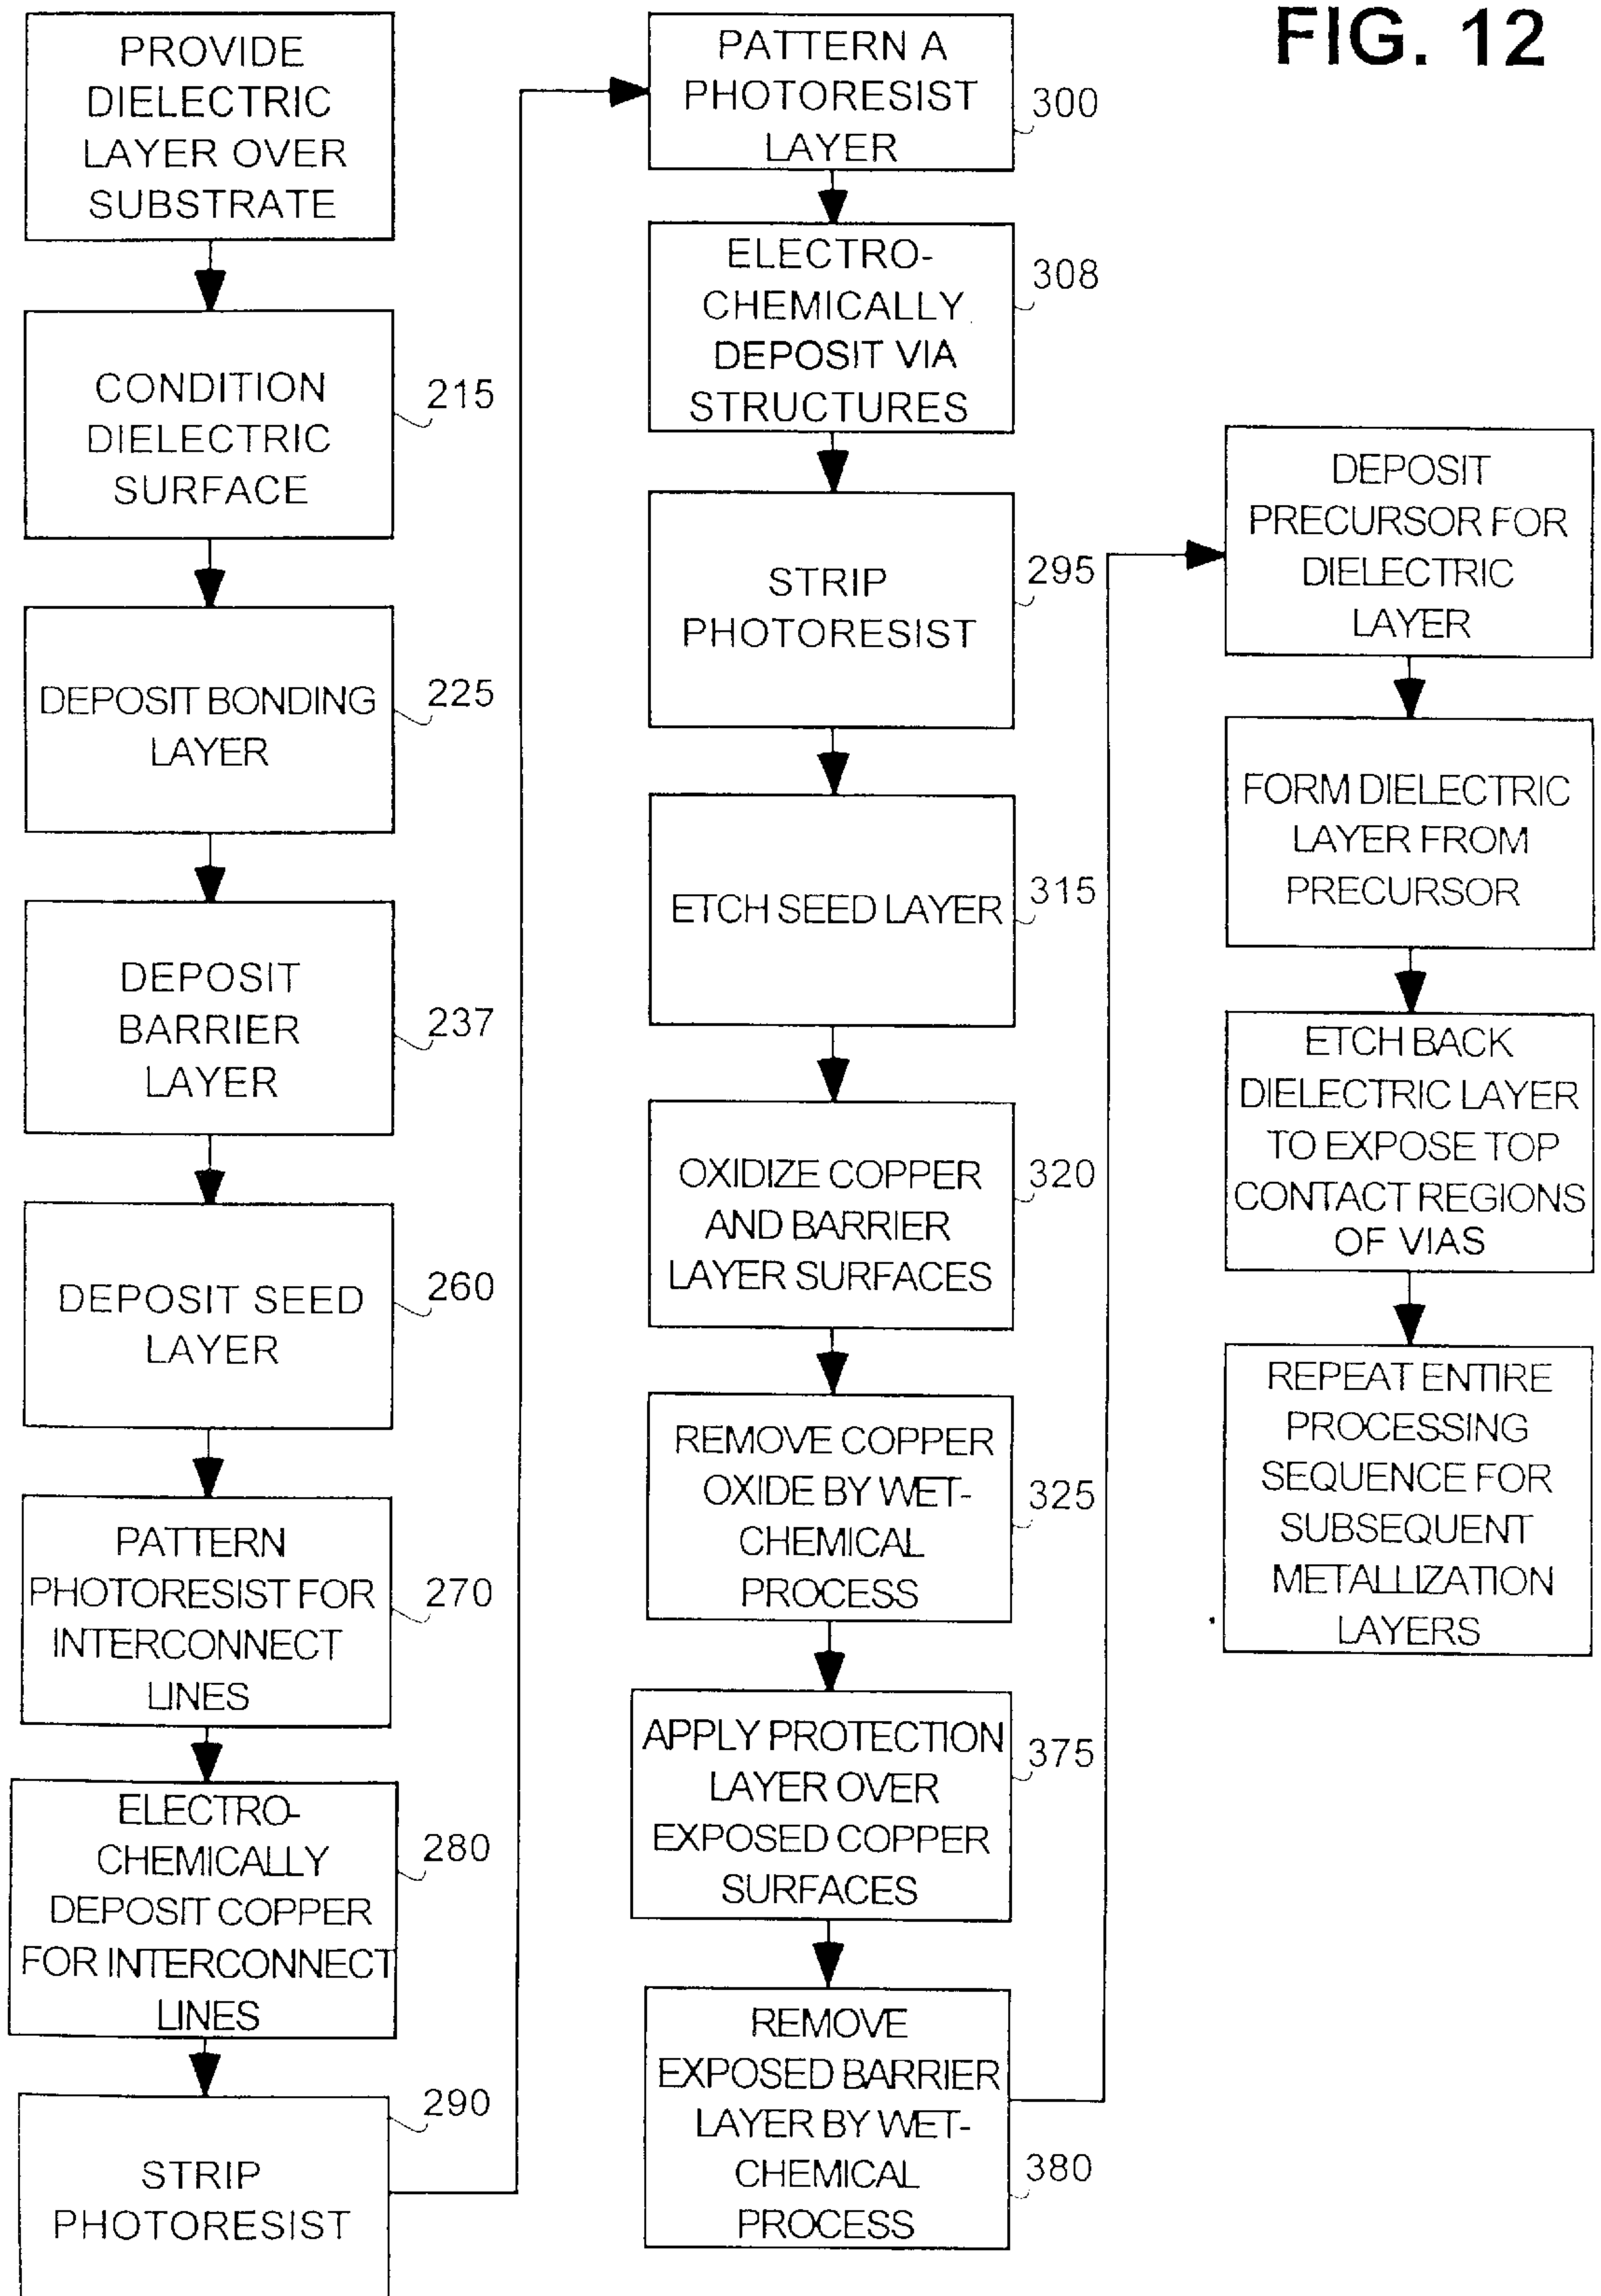 FIG. 12
PROVIDE
DIELECTRIC
LAYER OVER
SUBSTRATE
CONDITION
DIELECTRIC
SURFACE
215
DEPOSIT BONDING
LAYER
225
DEPOSIT
BARRIER
LAYER
237
DEPOSIT SEED
LAYER
260
PATTERN
PHOTORESIST FOR
INTERCONNECT
LINES
270
ELECTRO-
CHEMICALLY
DEPOSIT COPPER
FOR INTERCONNECT
LINES
280
STRIP
PHOTORESIST
290
PATTERN A
PHOTORESIST
LAYER
300
ELECTRO-
CHEMICALLY
DEPOSIT VIA
STRUCTURES
308
STRIP
PHOTORESIST
295
ETCH SEED LAYER
315
OXIDIZE COPPER
AND BARRIER
LAYER SURFACES
320
REMOVE COPPER
OXIDE BY WET-
CHEMICAL
PROCESS
325
APPLY PROTECTION
LAYER OVER
EXPOSED COPPER
SURFACES
375
REMOVE
EXPOSED BARRIER
LAYER BY WET-
CHEMICAL
PROCESS
380
DEPOSIT
PRECURSOR FOR
DIELECTRIC
LAYER
FORM DIELECTRIC
LAYER FROM
PRECURSOR
ETCH BACK
DIELECTRIC LAYER
TO EXPOSE TOP
CONTACT REGIONS
OF VIAS
REPEAT ENTIRE
PROCESSING
SEQUENCE FOR
SUBSEQUENT
METALLIZATION
LAYERS